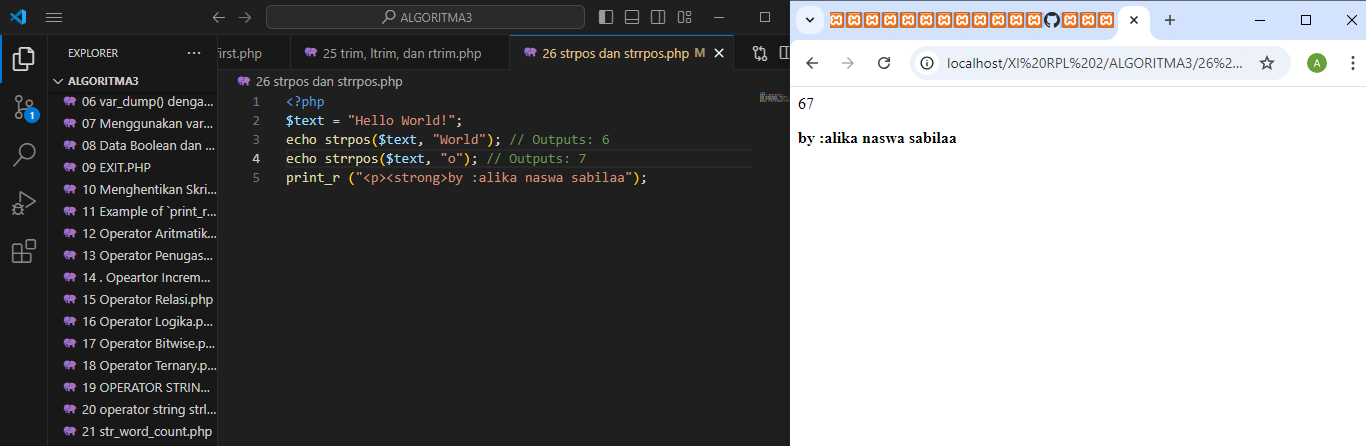 ALGORITMA3
EXPLORER
ALGORITMA3
06 var_dump() denga...
07 Menggunakan var...
08 Data Boolean dan ...
09 EXIT.PHP
10 Menghentikan Skri...
11 Example of `print_r...
12 Operator Aritmatik...
13 Operator Penugas...
14 . Opeartor Increm...
15 Operator Relasi.php
16 Operator Logika.p...
17 Operator Bitwise.p...
18 Operator Ternary.p...
19 OPERATOR STRIN...
20 operator string strl...
21 str_word_count.php
1
irst.php
25 trim, ltrim, dan rtrim.php
26 strpos dan strrpos.php M
26 strpos dan strrpos.php
1 <?php
2 $text = "Hello World!";
3 echo strpos($text, "World"); // Outputs: 6
4 echo strrpos($text, "o"); // Outputs: 7
5 print_r ("<p><strong>by :alika naswa sabilaa");
localhost/XI%20RPL%202/ALGORITMA3/26%2...
A
67
by :alika naswa sabilaa